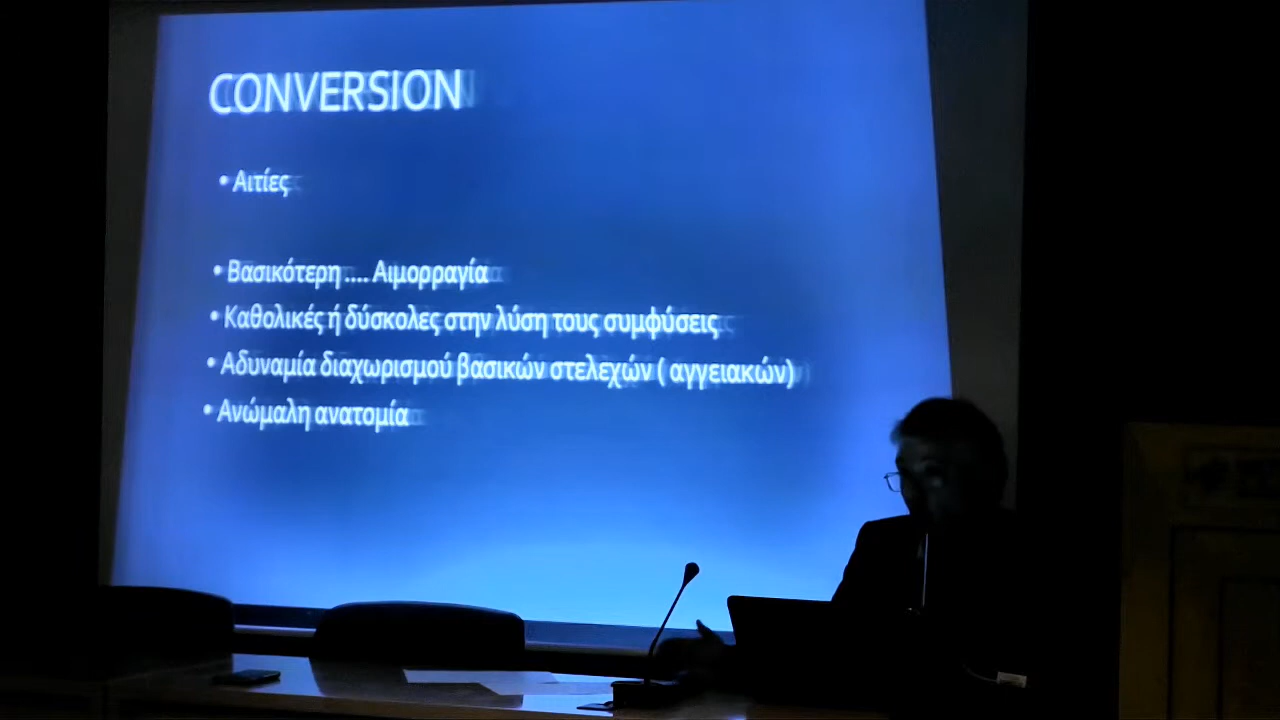 CONVERSION
• Αιτίες
• Βασικότερη .... Αιμορραγία
• Καθολικές ή δύσκολες στην λύση τους συμφύσεις
• Αδυναμία διαχωρισμού βασικών στελεχών ( αγγειακών)
• Ανώμαλη ανατομία